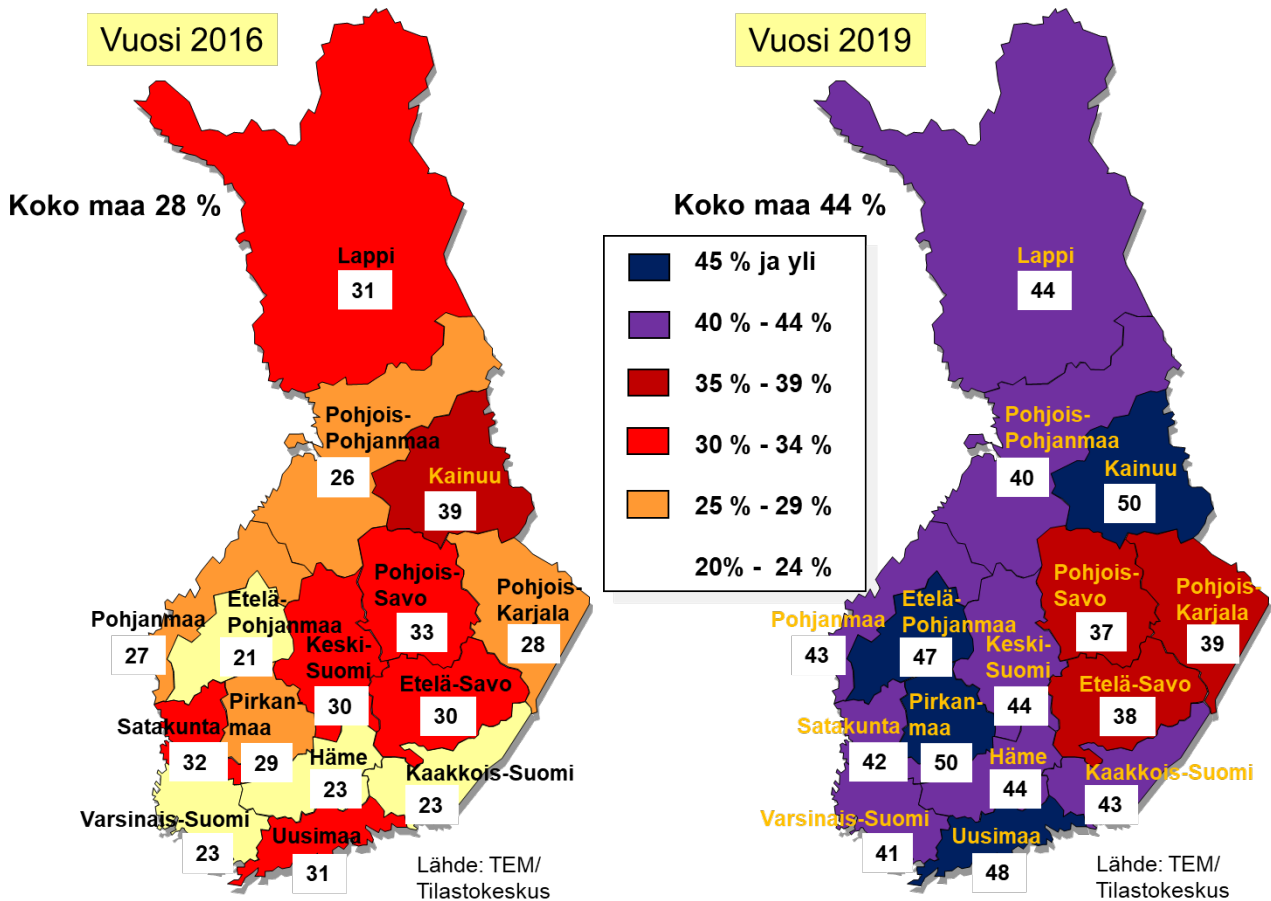 Vuosi 2016
Koko maa 28 %
Lappi
31
Pohjois-
Pohjanmaa
26
Kainuu
39
Pohjois-
Savo
33
Pohjois-
Karjala
28
Pohjanmaa
27
Etelä-
Pohjanmaa
21
Keski-
Suomi
30
Etelä-Savo
30
Satakunta
32
Pirkan-
maa
29
Häme
23
Kaakkois-Suomi
23
Varsinais-Suomi
23
Uusimaa
31
Lähde: TEM/
Tilastokeskus
45 % ja yli
40 % - 44 %
35 % - 39 %
30 % - 34 %
25 % - 29 %
20% - 24 %
Vuosi 2019
Koko maa 44 %
Lappi
44
Pohjois-
Pohjanmaa
40
Kainuu
50
Pohjois-
Savo
37
Pohjois-
Karjala
39
Pohjanmaa
43
Etelä-
Pohjanmaa
47
Keski-
Suomi
44
Etelä-Savo
38
Satakunta
42
Pirkan-
maa
50
Häme
44
Kaakkois-Suomi
43
Varsinais-Suomi
41
Uusimaa
48
Lähde: TEM/
Tilastokeskus